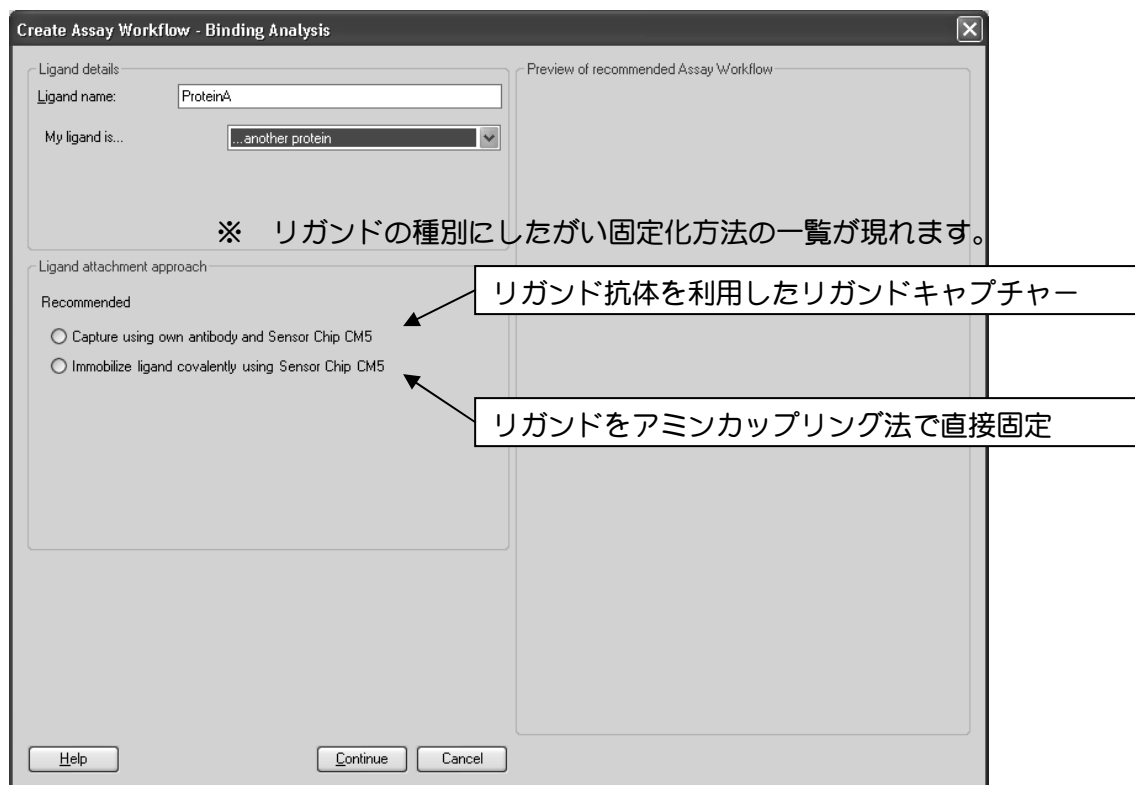 Create Assay Workflow - Binding Analysis
Ligand details
Preview of recommended Assay Workflow
Ligand name:
ProteinA
My ligand is...
...another protein
※　リガンドの種別にしたがい固定化方法の一覧が現れます。
Ligand attachment approach
リガンド抗体を利用したリガンドキャプチャー
Recommended
Capture using own antibody and Sensor Chip CM5
Immobilize ligand covalently using Sensor Chip CM5
リガンドをアミンカップリング法で直接固定
Help
Continue
Cancel